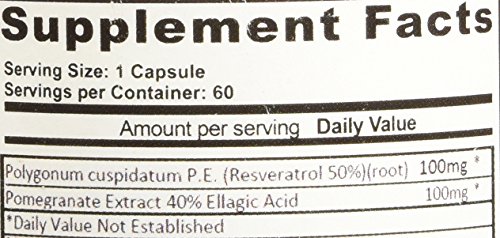 Supplement Facts
Serving Size: 1 Capsule
Servings per Container: 60
Amount per serving Daily Value
Polygonum cuspidatum P.E. (Resveratrol 50%)(root) 100mg *
Pomegranate Extract 40% Ellagic Acid 100mg *
*Daily Value Not Established